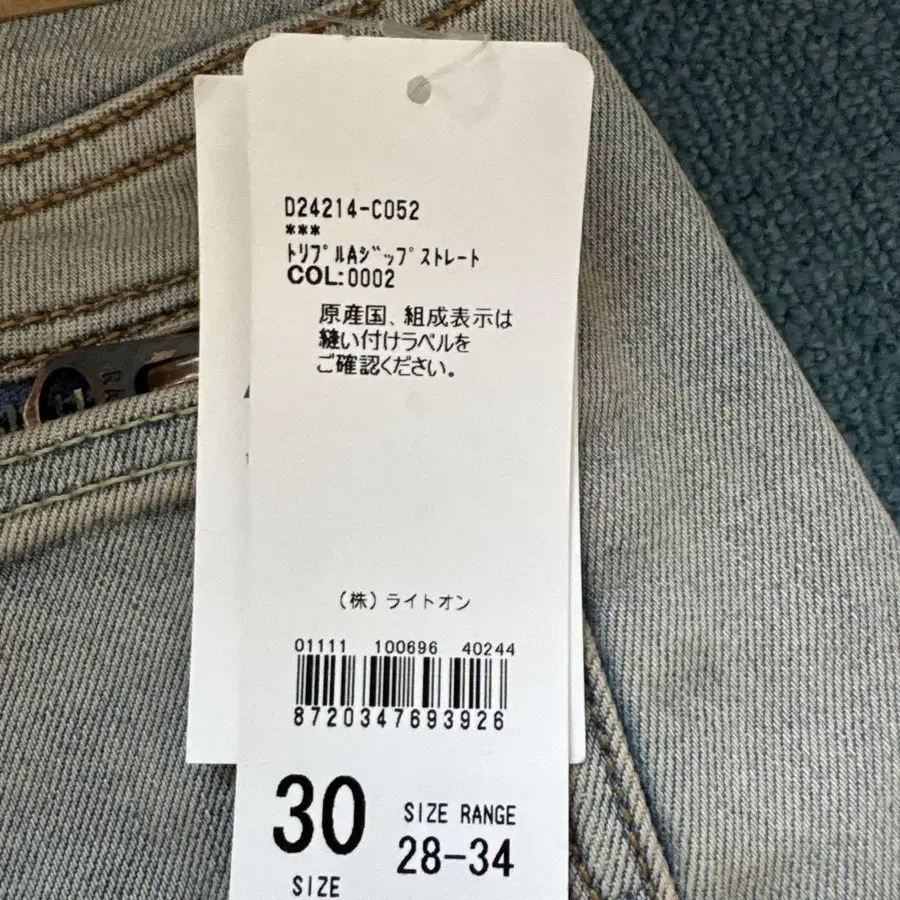 D24214-C052
***
ﾄﾘﾌﾟﾙAｼﾞｯﾌﾟｽﾄﾚｰﾄ
COL:0002
原産国、組成表示は
縫い付けラベルを
ご確認ください。
(株)ライトオン
01111 100696 40244
8720347693926
30
SIZE
SIZE RANGE
28-34